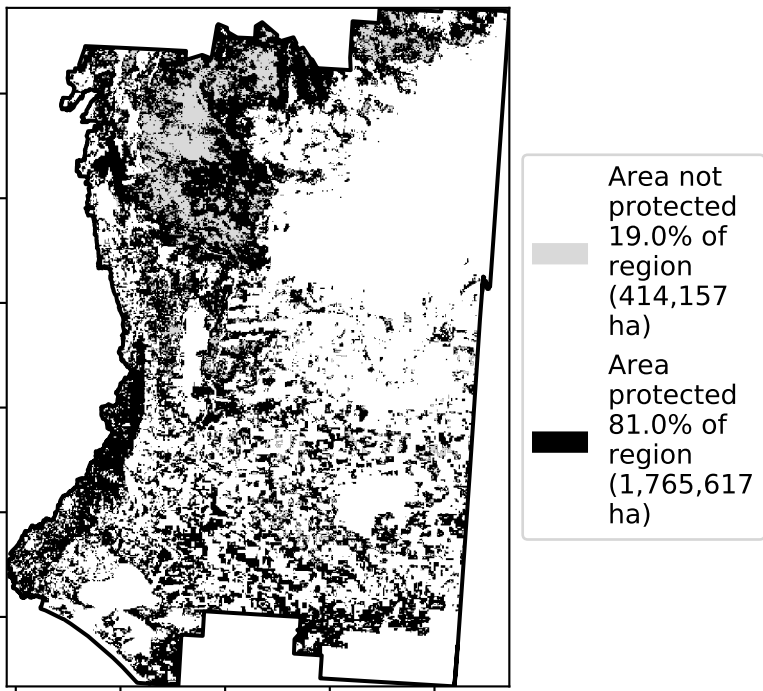 Area not
protected
19.0% of
region
(414,157
ha)
Area
protected
81.0% of
region
(1,765,617
ha)